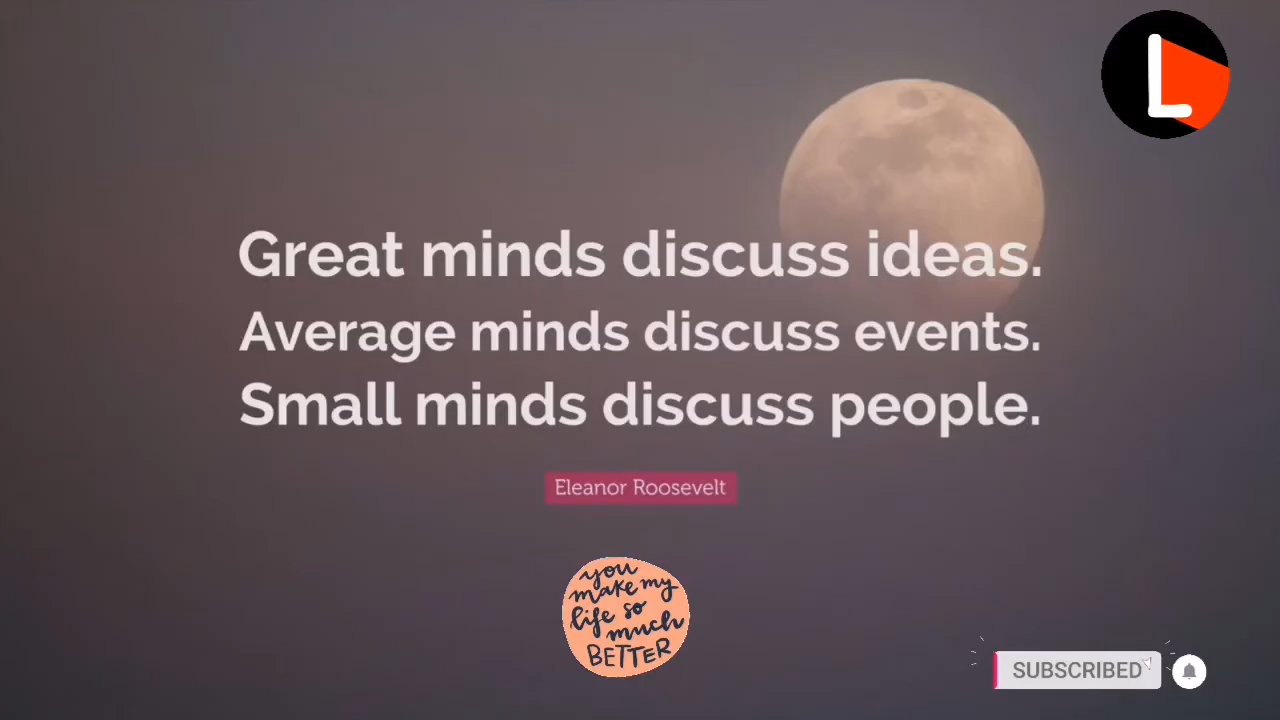 L
Great minds discuss ideas.
Average minds discuss events.
Small minds discuss people.
Eleanor Roosevelt
you
make my
life so
much
BETTER
SUBSCRIBED